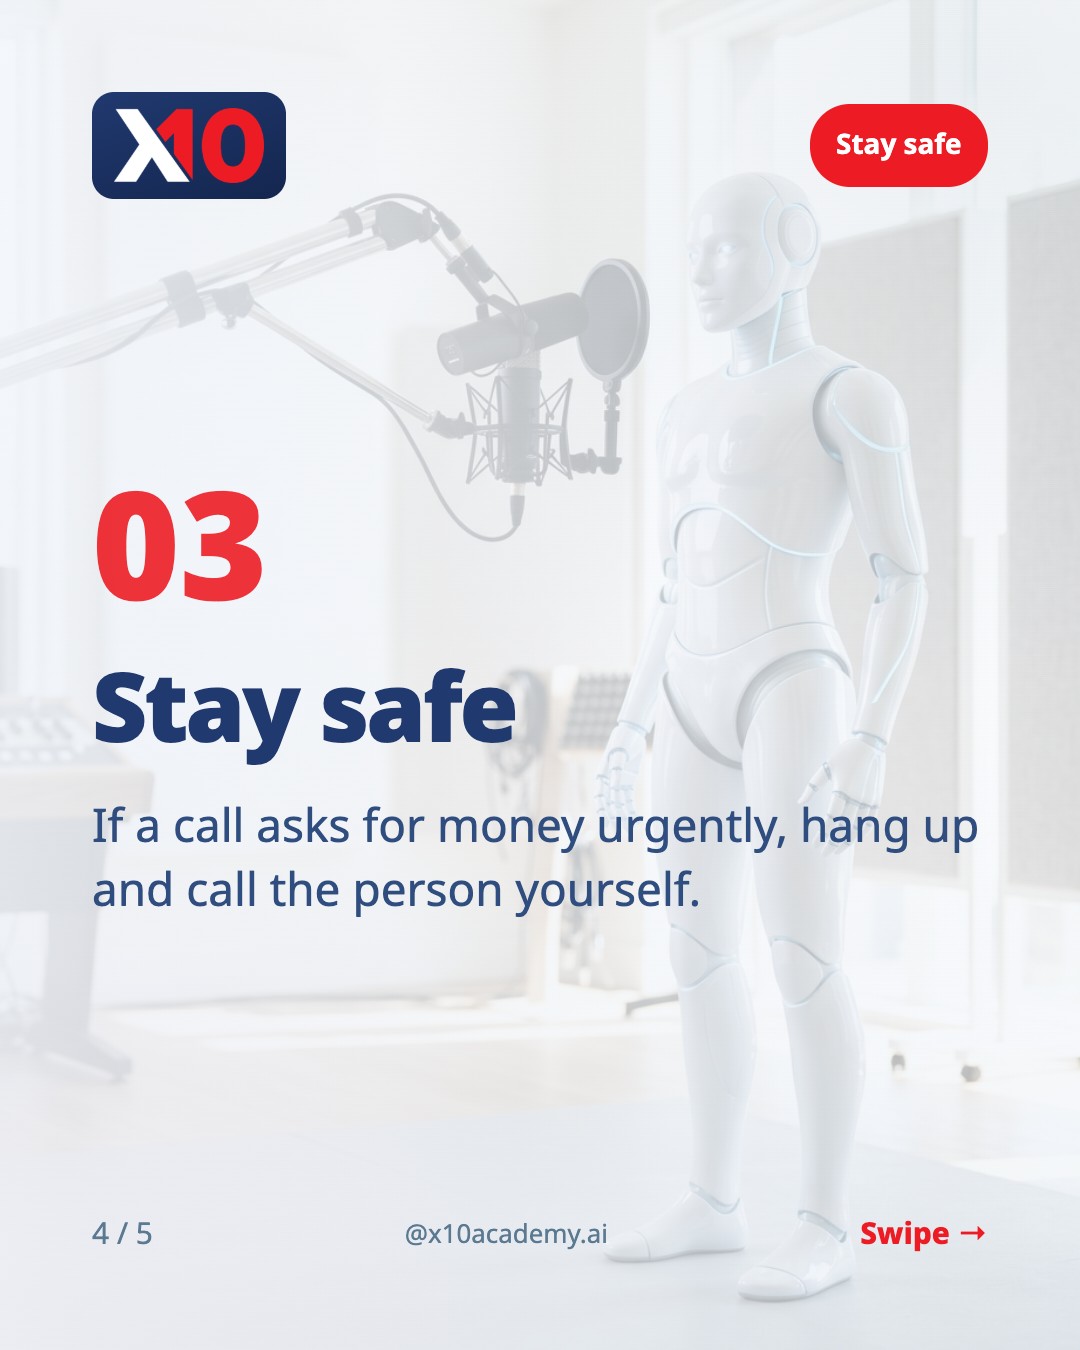 X10
Stay safe
03
Stay safe
If a call asks for money urgently, hang up
and call the person yourself.
4 / 5
@x10academy.ai
Swipe →